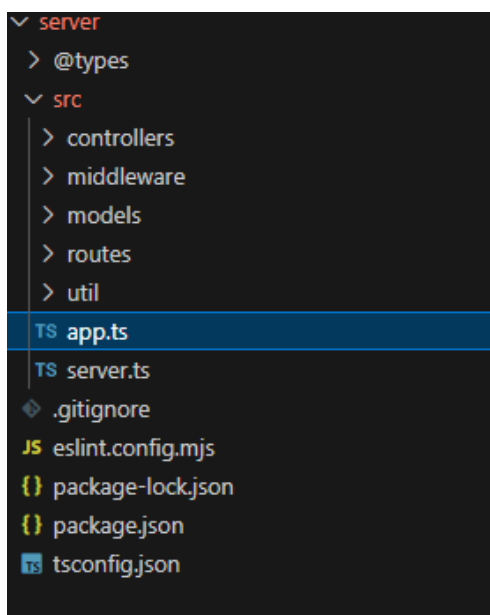 server
@types
src
controllers
middleware
models
routes
util
TS app.ts
TS server.ts
.gitignore
JS eslint.config.mjs
{} package-lock.json
{} package.json
TS tsconfig.json